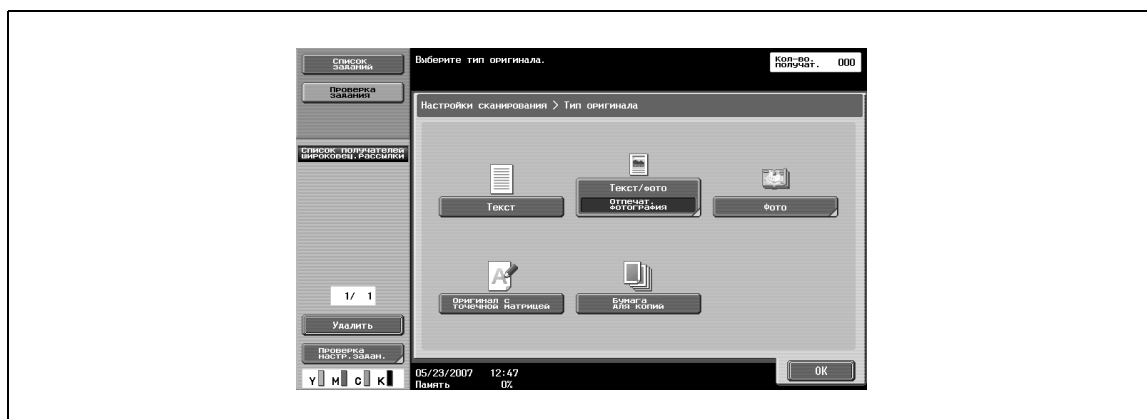 Список
заданий
Выберите тип оригинала.
Кол-во.
получат.
000
Проверка
задания
Настройки сканирования > Тип оригинала
Список получателей
широковещ.рассылки
Текст
Текст/фото
Отпечат.
фотография
Фото
Оригинал с
точечной матрицей
Бумага
для копий
1/ 1
Удалить
Проверка
настр.задан.
Y M C K
05/23/2007 12:47
Память 0%
OK